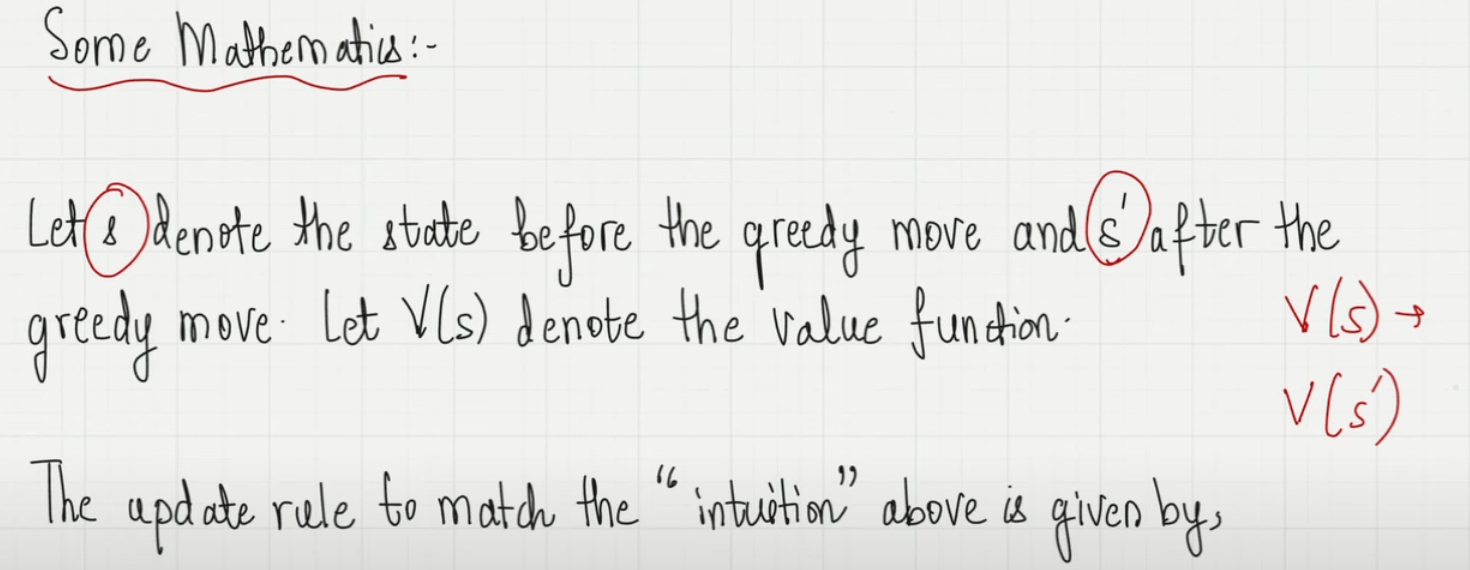 Some Mathematics:-
Let s denote the state before the greedy move and s' after the
greedy move. Let V(s) denote the value function.
V(s) →
V(s')
The update rule to match the "intuition" above is given by,